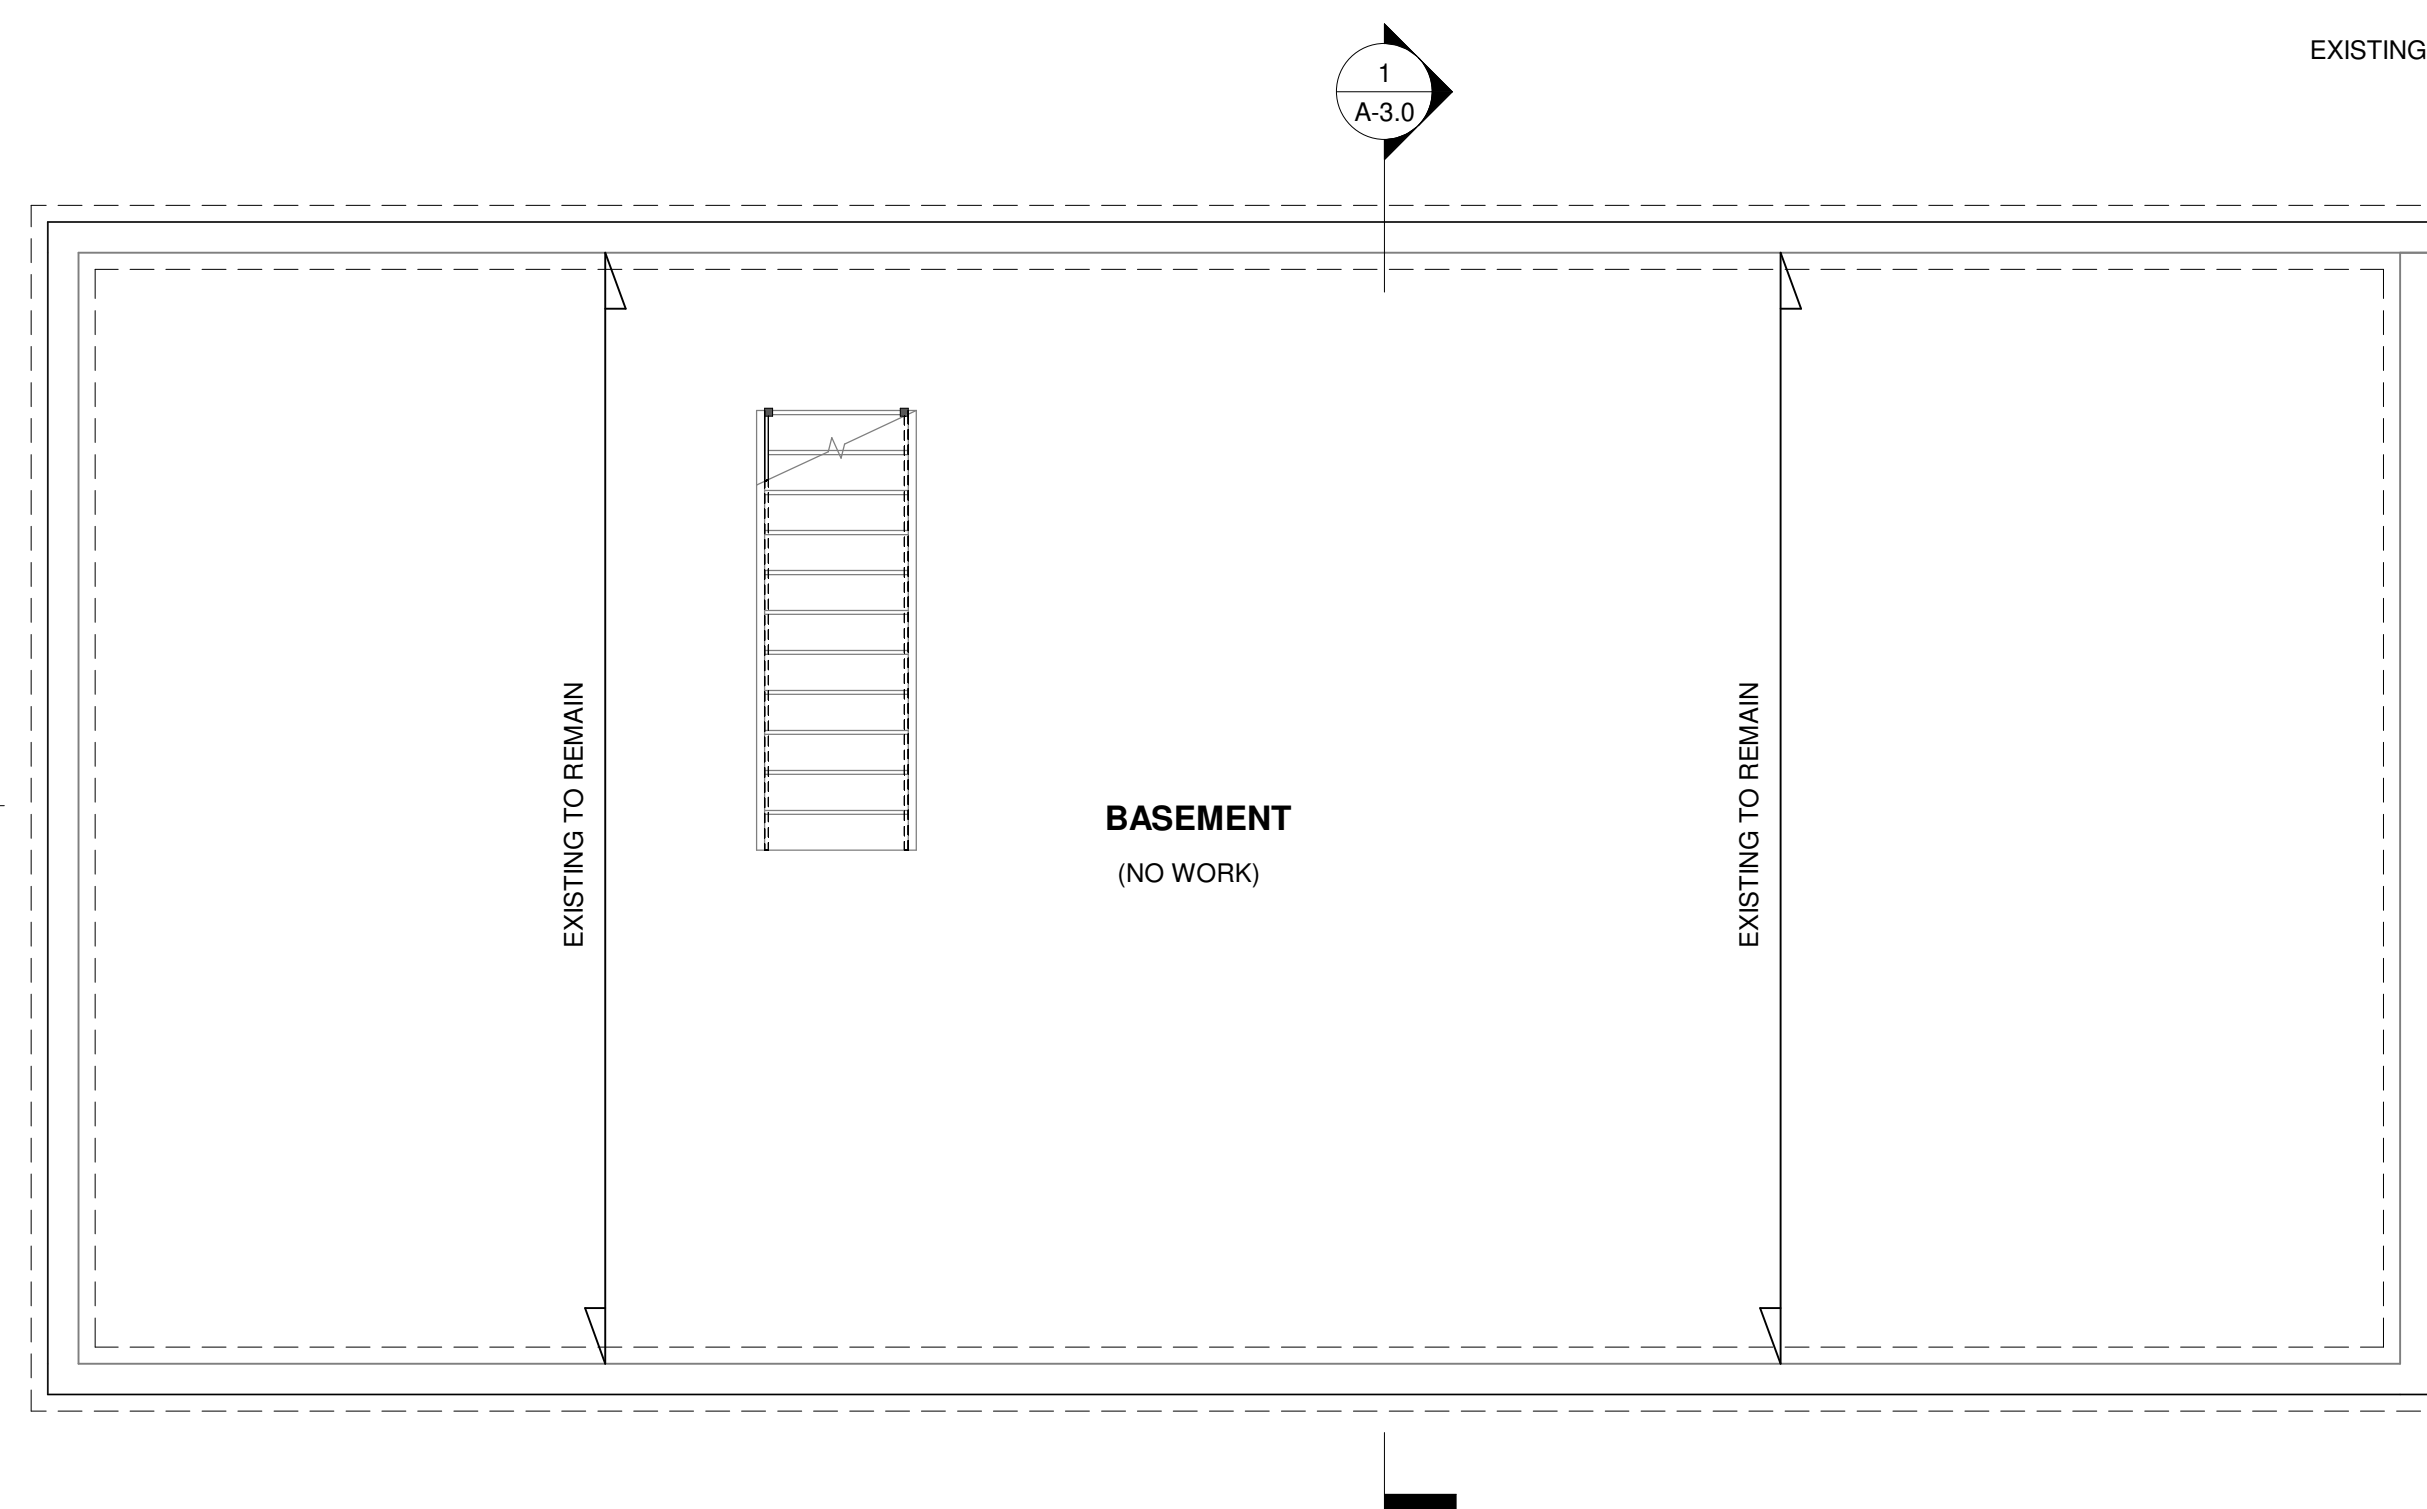 1
A-3.0
EXISTING
EXISTING TO REMAIN
BASEMENT
(NO WORK)
EXISTING TO REMAIN